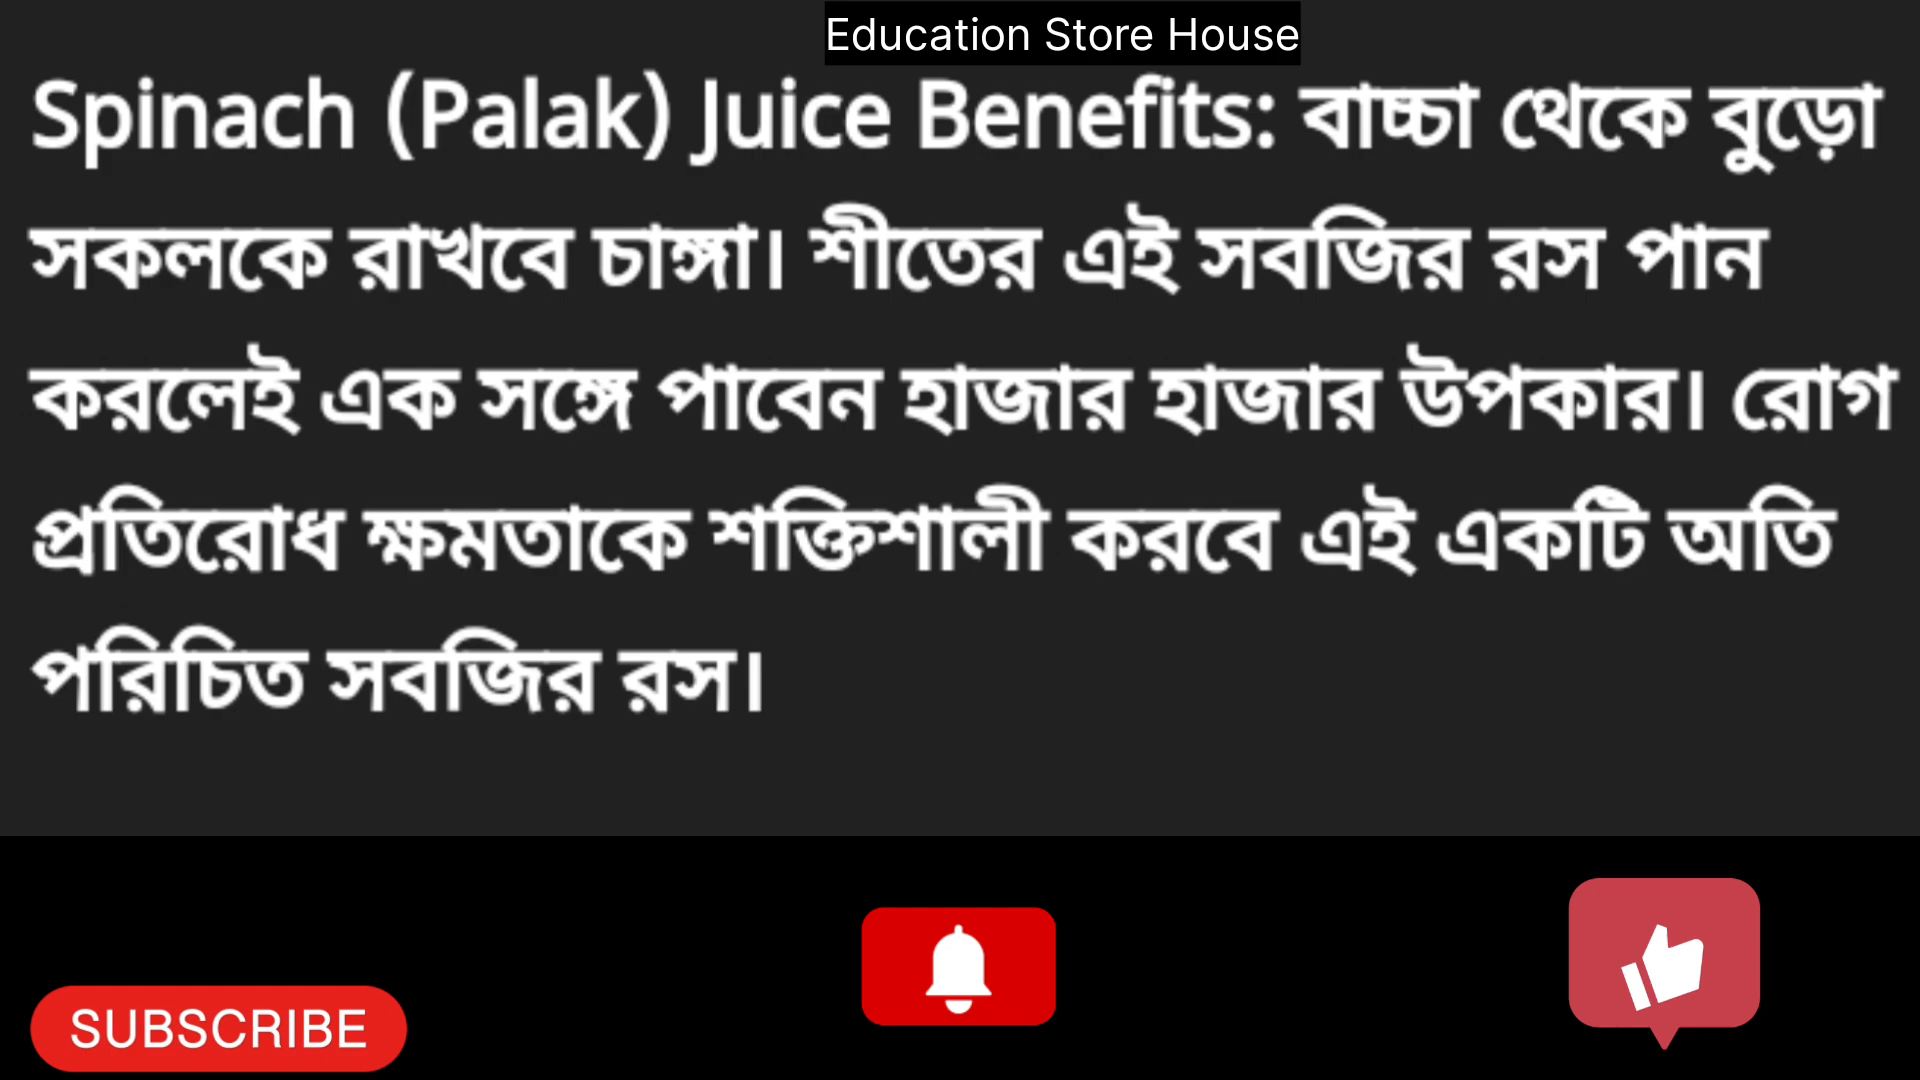 Education Store House
Spinach (Palak) Juice Benefits: বাচ্চা থেকে বুড়ো
সকলকে রাখবে চাঙ্গা। শীতের এই সবজির রস পান
করলেই এক সঙ্গে পাবেন হাজার হাজার উপকার। রোগ
প্রতিরোধ ক্ষমতাকে শক্তিশালী করবে এই একটি অতি
পরিচিত সবজির রস।
SUBSCRIBE